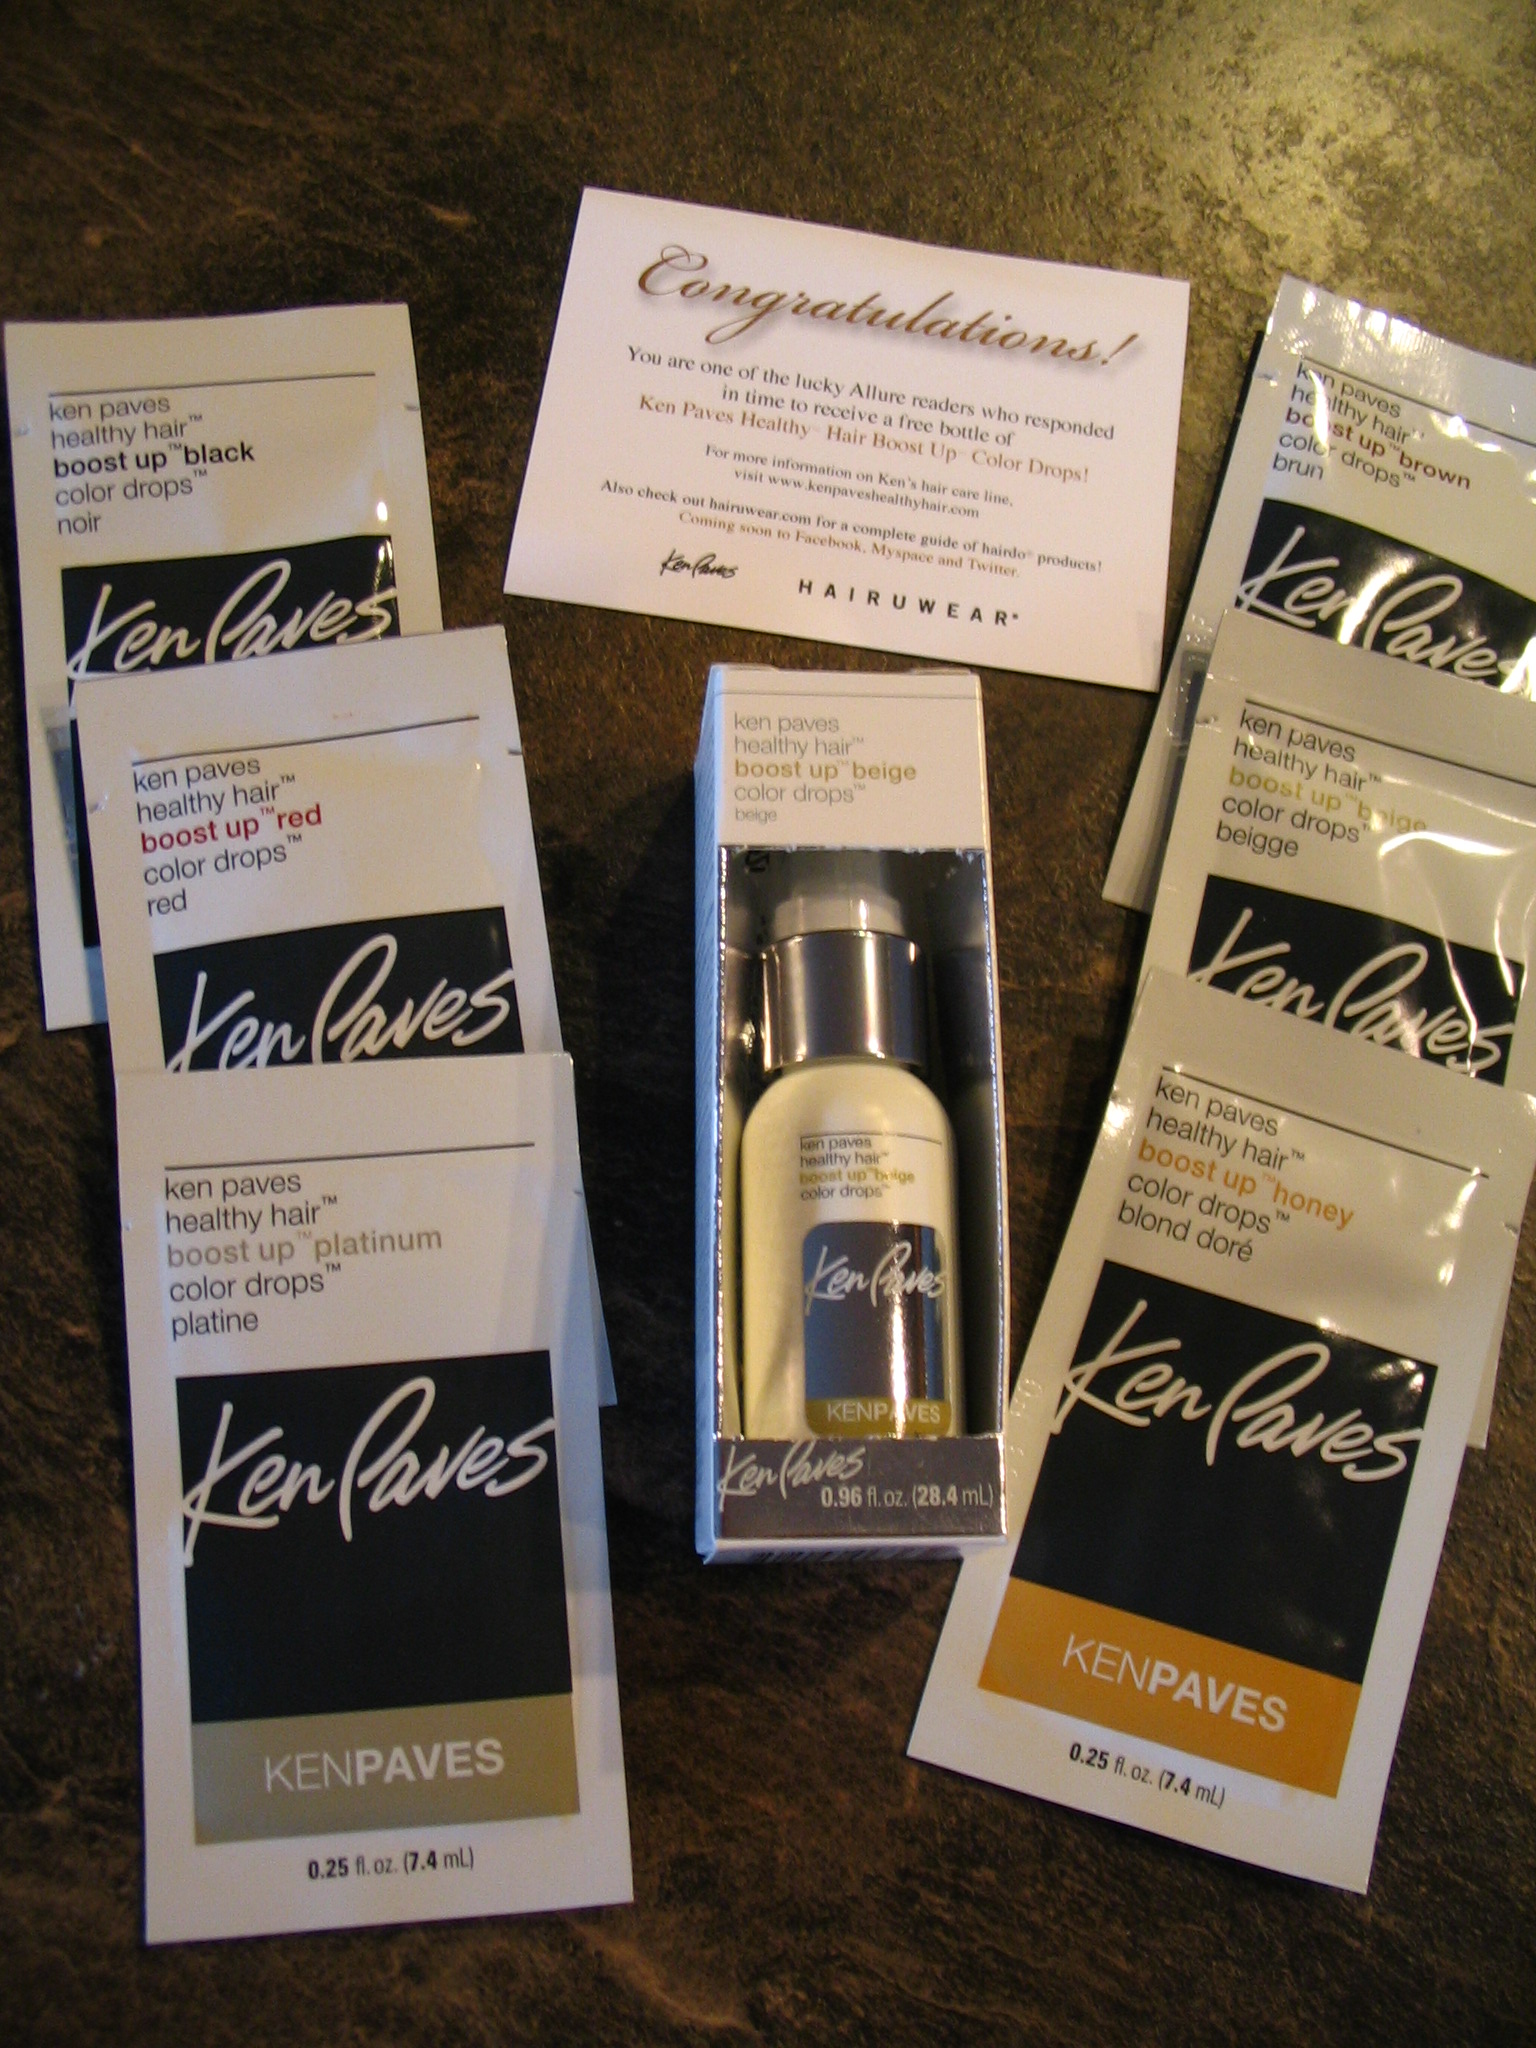 Congratulations!
You are one of the lucky Allure readers who responded
in time to receive a free bottle of
Ken Paves Healthy™ Hair Boost Up™ Color Drops!
For more information on Ken's hair care line,
visit www.kenpaveshealthyhair.com
Also check out hairuwear.com for a complete guide of hairdo® products!
Coming soon to Facebook, Myspace and Twitter.
Ken Paves
HAIRUWEAR®
ken paves
healthy hair™
boost up™black
color drops™
noir
Ken Paves
ken paves
healthy hair™
boost up™red
color drops™
red
Ken Paves
ken paves
healthy hair™
boost up™platinum
color drops™
platine
Ken Paves
KENPAVES
0.25 fl.oz. (7.4 mL)
ken paves
healthy hair™
boost up™beige
color drops™
beige
ken paves
healthy hair™
boost up™beige
color drops™
Ken Paves
KENPAVES
Ken Paves
0.96 fl.oz. (28.4 mL)
ken paves
healthy hair™
boost up™brown
color drops™
brun
Ken Paves
ken paves
healthy hair™
boost up™beige
color drops™
beigge
Ken Paves
ken paves
healthy hair™
boost up™honey
color drops™
blond doré
Ken Paves
KENPAVES
0.25 fl.oz. (7.4 mL)